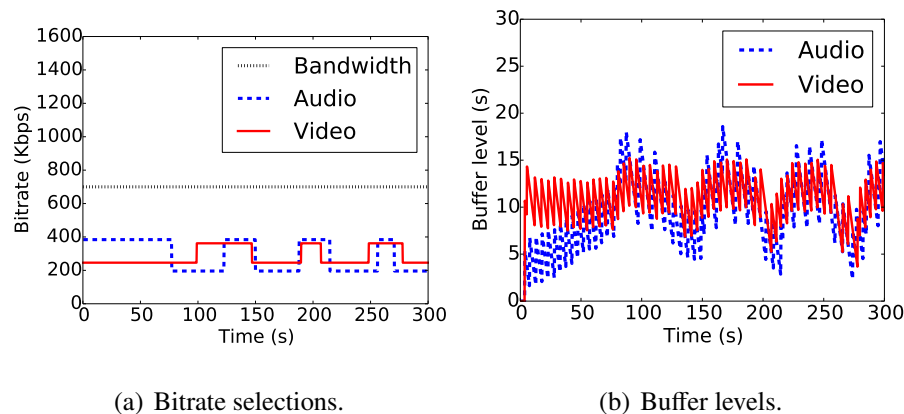 1600
1400
1200
1000
800
600
400
200
0
Bitrate (Kbps)
Bandwidth
Audio
Video
0 50 100 150 200 250 300
Time (s)
(a) Bitrate selections.
30
25
20
15
10
5
0
Buffer level (s)
Audio
Video
0 50 100 150 200 250 300
Time (s)
(b) Buffer levels.